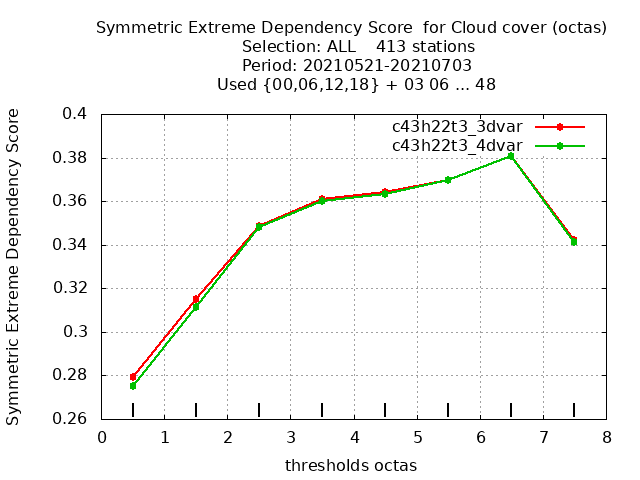 Symmetric Extreme Dependency Score  for Cloud cover (octas)
Selection: ALL    413 stations
Period: 20210521-20210703
Used {00,06,12,18} + 03 06 ... 48
Symmetric Extreme Dependency Score
0.4
0.38
0.36
0.34
0.32
0.3
0.28
0.26
c43h22t3_3dvar
c43h22t3_4dvar
0 1 2 3 4 5 6 7 8
thresholds octas